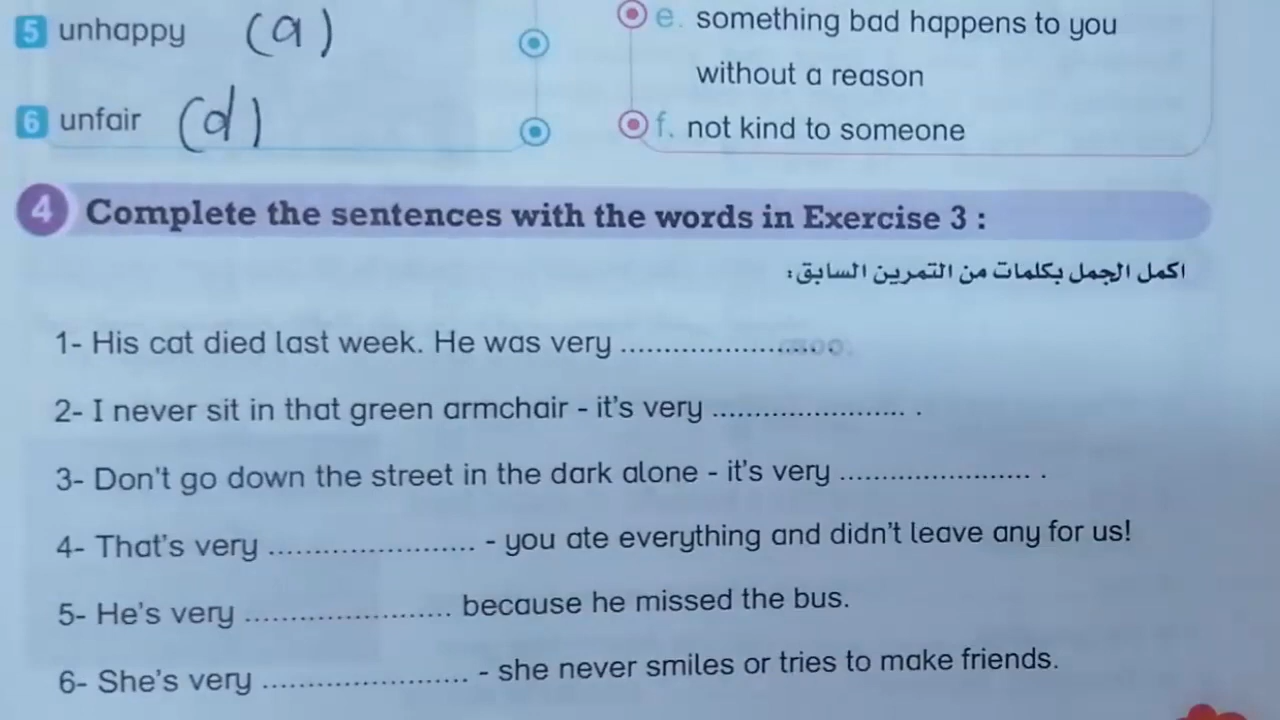 5 unhappy (a)
e. something bad happens to you
without a reason
6 unfair (d)
f. not kind to someone
4 Complete the sentences with the words in Exercise 3 :
اكمل الجمل بكلمات من التمرين السابق:
1- His cat died last week. He was very ........................
2- I never sit in that green armchair - it's very ...................... .
3- Don't go down the street in the dark alone - it's very ...................... .
4- That's very ........................ - you ate everything and didn't leave any for us!
5- He's very ........................ because he missed the bus.
6- She's very ........................ - she never smiles or tries to make friends.